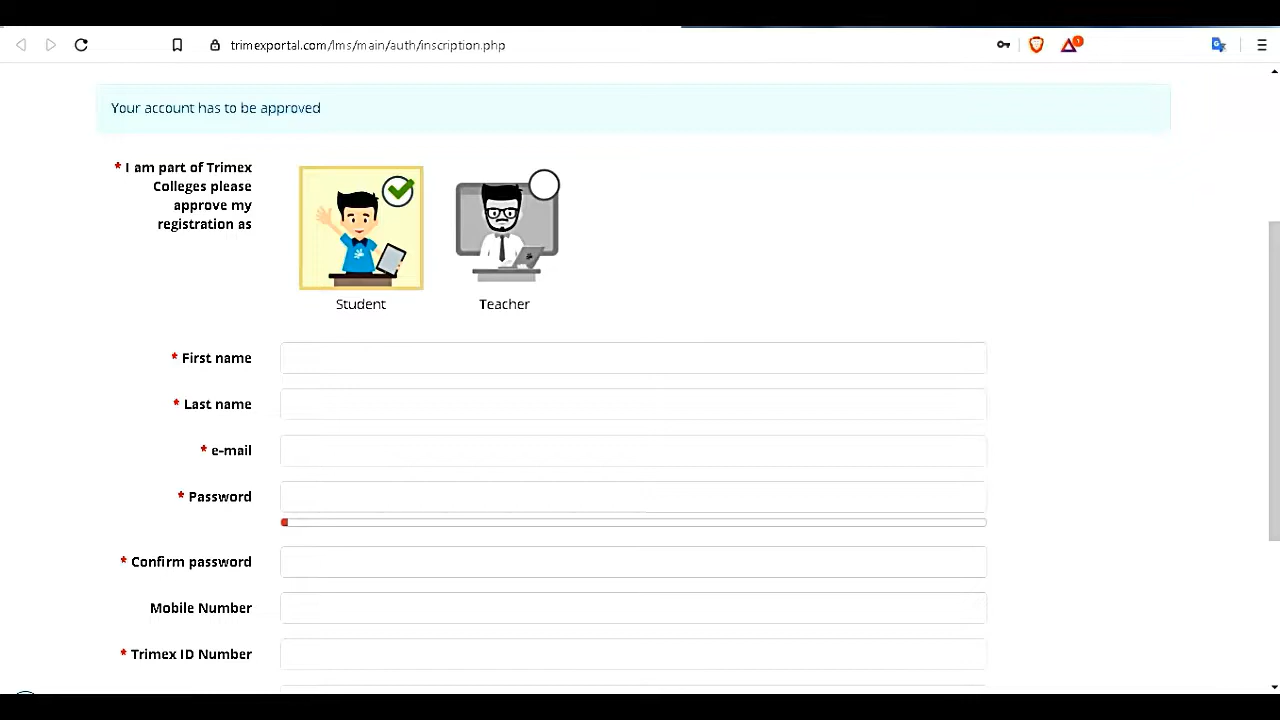 trimexportal.com/lms/main/auth/inscription.php
1
Your account has to be approved
* I am part of Trimex
Colleges please
approve my
registration as
Student
Teacher
* First name
* Last name
* e-mail
* Password
* Confirm password
Mobile Number
* Trimex ID Number